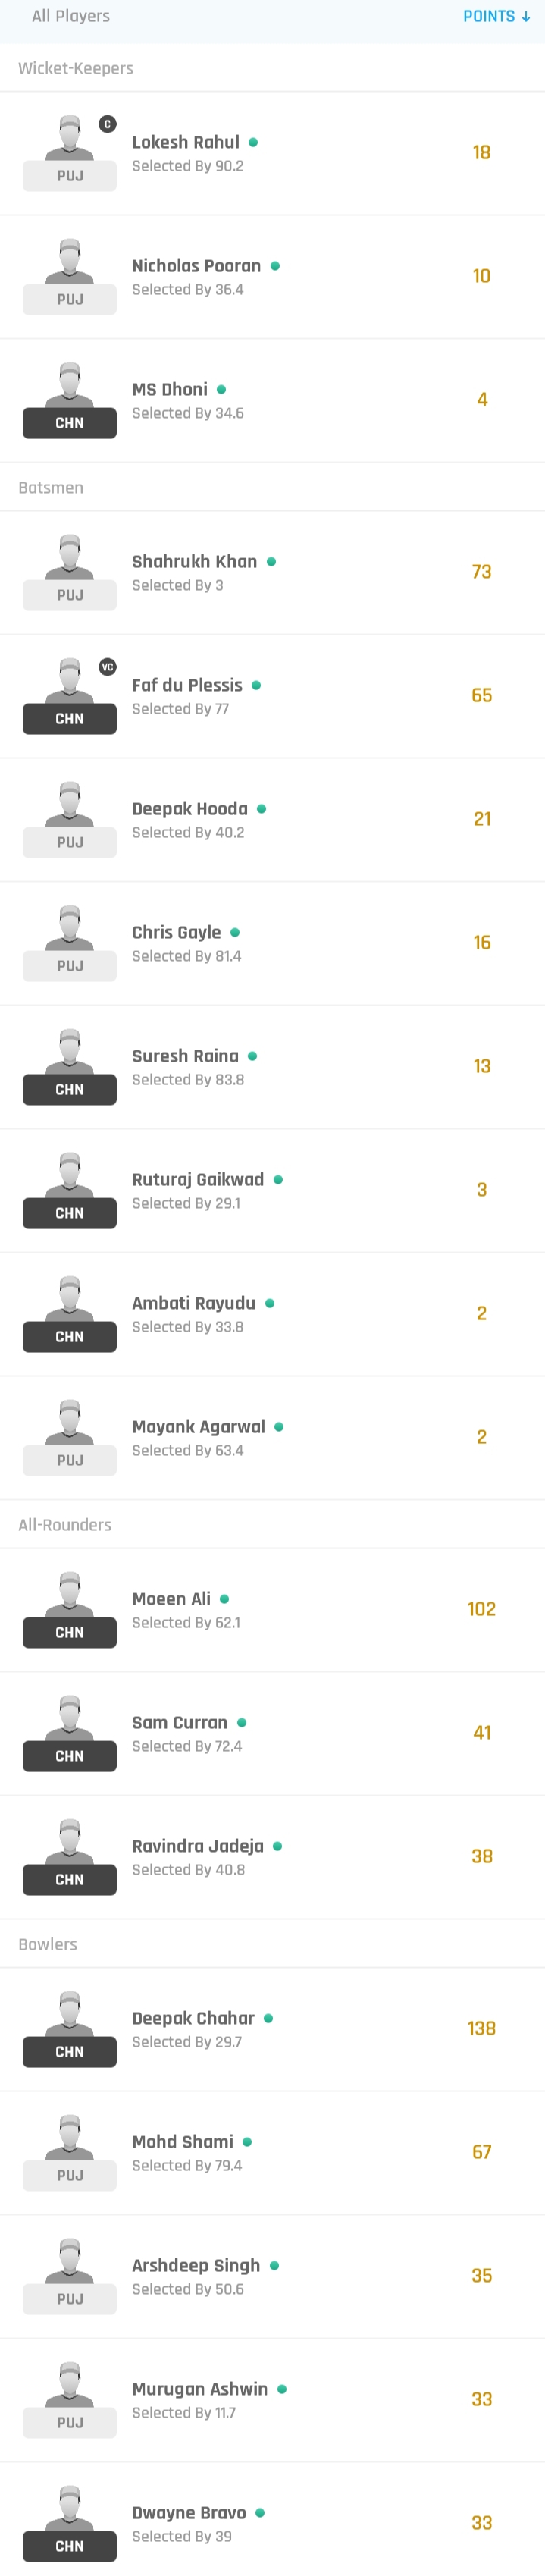 All Players POINTS ↓
Wicket-Keepers
C
Lokesh Rahul
Selected By 90.2
PUJ
18
Nicholas Pooran
Selected By 36.4
PUJ
10
MS Dhoni
Selected By 34.6
CHN
4
Batsmen
Shahrukh Khan
Selected By 3
PUJ
73
VC
Faf du Plessis
Selected By 77
CHN
65
Deepak Hooda
Selected By 40.2
PUJ
21
Chris Gayle
Selected By 81.4
PUJ
16
Suresh Raina
Selected By 83.8
CHN
13
Ruturaj Gaikwad
Selected By 29.1
CHN
3
Ambati Rayudu
Selected By 33.8
CHN
2
Mayank Agarwal
Selected By 63.4
PUJ
2
All-Rounders
Moeen Ali
Selected By 62.1
CHN
102
Sam Curran
Selected By 72.4
CHN
41
Ravindra Jadeja
Selected By 40.8
CHN
38
Bowlers
Deepak Chahar
Selected By 29.7
CHN
138
Mohd Shami
Selected By 79.4
PUJ
67
Arshdeep Singh
Selected By 50.6
PUJ
35
Murugan Ashwin
Selected By 11.7
PUJ
33
Dwayne Bravo
Selected By 39
CHN
33